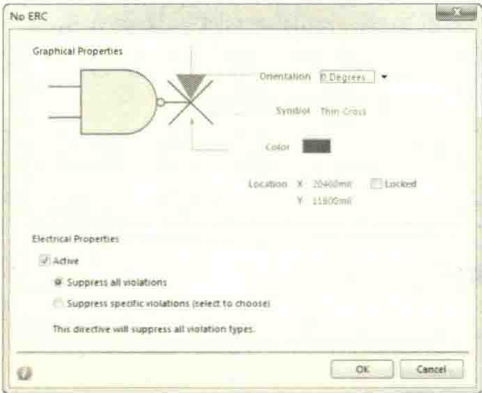 No ERC
Graphical Properties
Orientation 0 Degrees
Symbol Thin Cross
Color
Location X 20400mil Locked
Y 11800mil
Electrical Properties
Active
Suppress all violations
Suppress specific violations (select to choose)
This directive will suppress all violation types.
OK Cancel